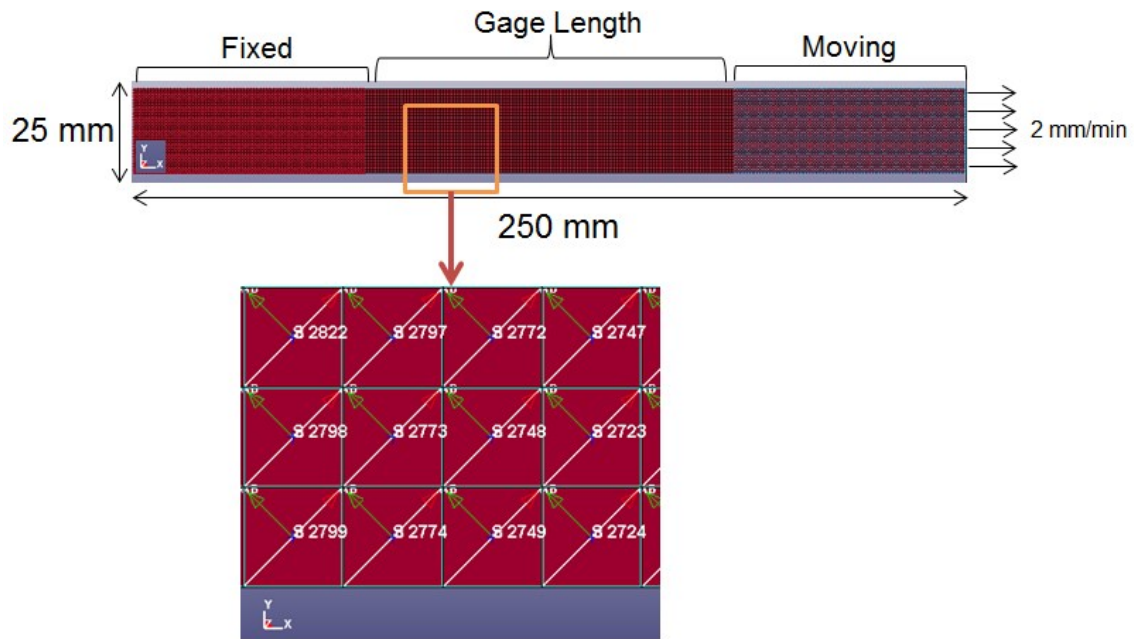 Gage Length
Fixed
Moving
25 mm
2 mm/min
Y
Z X
250 mm
S 2822 S 2797 S 2772 S 2747
S 2798 S 2773 S 2748 S 2723
S 2799 S 2774 S 2749 S 2724
Y
Z X